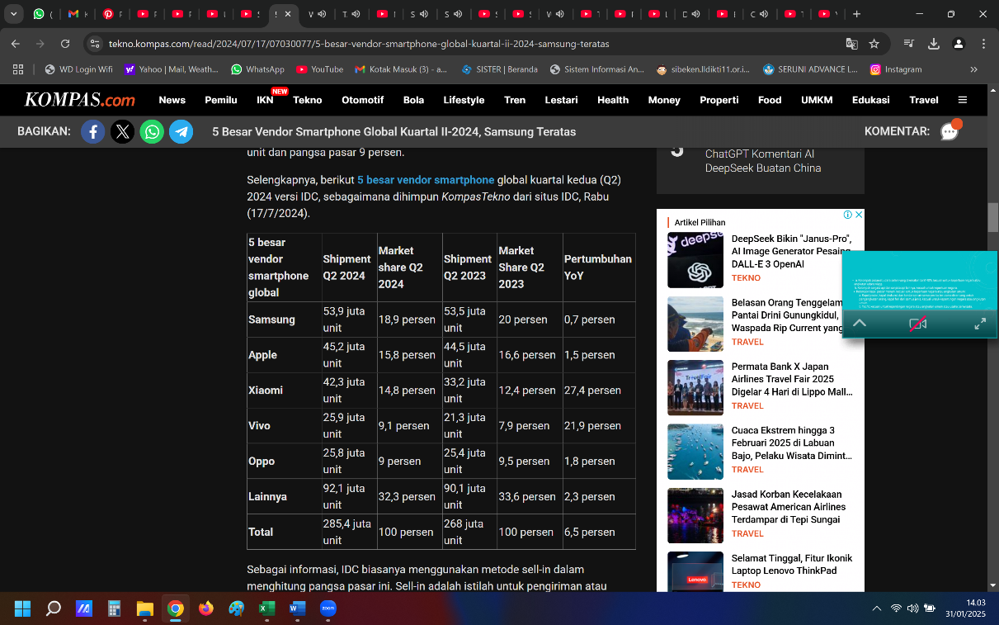 tekno.kompas.com/read/2024/07/17/07030077/5-besar-vendor-smartphone-global-kuartal-ii-2024-samsung-teratas
WD Login Wifi
Yahoo | Mail, Weath...
WhatsApp
YouTube
Kotak Masuk (3) - a...
SISTER | Beranda
Sistem Informasi An...
sibeken.lldikti11.or.i...
SERUNI ADVANCE L...
Instagram
KOMPAS.com
News
Pemilu
IKN
NEW
Tekno
Otomotif
Bola
Lifestyle
Tren
Lestari
Health
Money
Properti
Food
UMKM
Edukasi
Travel
BAGIKAN:
5 Besar Vendor Smartphone Global Kuartal II-2024, Samsung Teratas
KOMENTAR:
unit dan pangsa pasar 9 persen.
Selengkapnya, berikut 5 besar vendor smartphone global kuartal kedua (Q2)
2024 versi IDC, sebagaimana dihimpun KompasTekno dari situs IDC, Rabu
(17/7/2024).
5 besar
vendor
smartphone
global
Shipment
Q2 2024
Market
share Q2
2024
Shipment
Q2 2023
Market
Share Q2
2023
Pertumbuhan
YoY
Samsung
53,9 juta
unit
18,9 persen
53,5 juta
unit
20 persen
0,7 persen
Apple
45,2 juta
unit
15,8 persen
44,5 juta
unit
16,6 persen
1,5 persen
Xiaomi
42,3 juta
unit
14,8 persen
33,2 juta
unit
12,4 persen
27,4 persen
Vivo
25,9 juta
unit
9,1 persen
21,3 juta
unit
7,9 persen
21,9 persen
Oppo
25,8 juta
unit
9 persen
25,4 juta
unit
9,5 persen
1,8 persen
Lainnya
92,1 juta
unit
32,3 persen
90,1 juta
unit
33,6 persen
2.3 persen
Total
285,4 juta
unit
100 persen
268 juta
unit
100 persen
6,5 persen
Sebagai informasi, IDC biasanya menggunakan metode sell-in dalam
menghitung pangsa pasar ini. Sell-in adalah istilah untuk pengiriman atau
ChatGPT Komentari AI
DeepSeek Buatan China
Artikel Pilihan
DeepSeek Bikin "Janus-Pro",
AI Image Generator Pesaing
DALL-E 3 OpenAI
TEKNO
Belasan Orang Tenggelam
Pantai Drini Gunungkidul,
Waspada Rip Current yang
TRAVEL
Permata Bank X Japan
Airlines Travel Fair 2025
Digelar 4 Hari di Lippo Mall...
TRAVEL
Cuaca Ekstrem hingga 3
Februari 2025 di Labuan
Bajo, Pelaku Wisata Dimint...
TRAVEL
Jasad Korban Kecelakaan
Pesawat American Airlines
Terdampar di Tepi Sungai
TRAVEL
Selamat Tinggal, Fitur Ikonik
Laptop Lenovo ThinkPad
TEKNO
Lenovo
zoom
14.03
31/01/2025